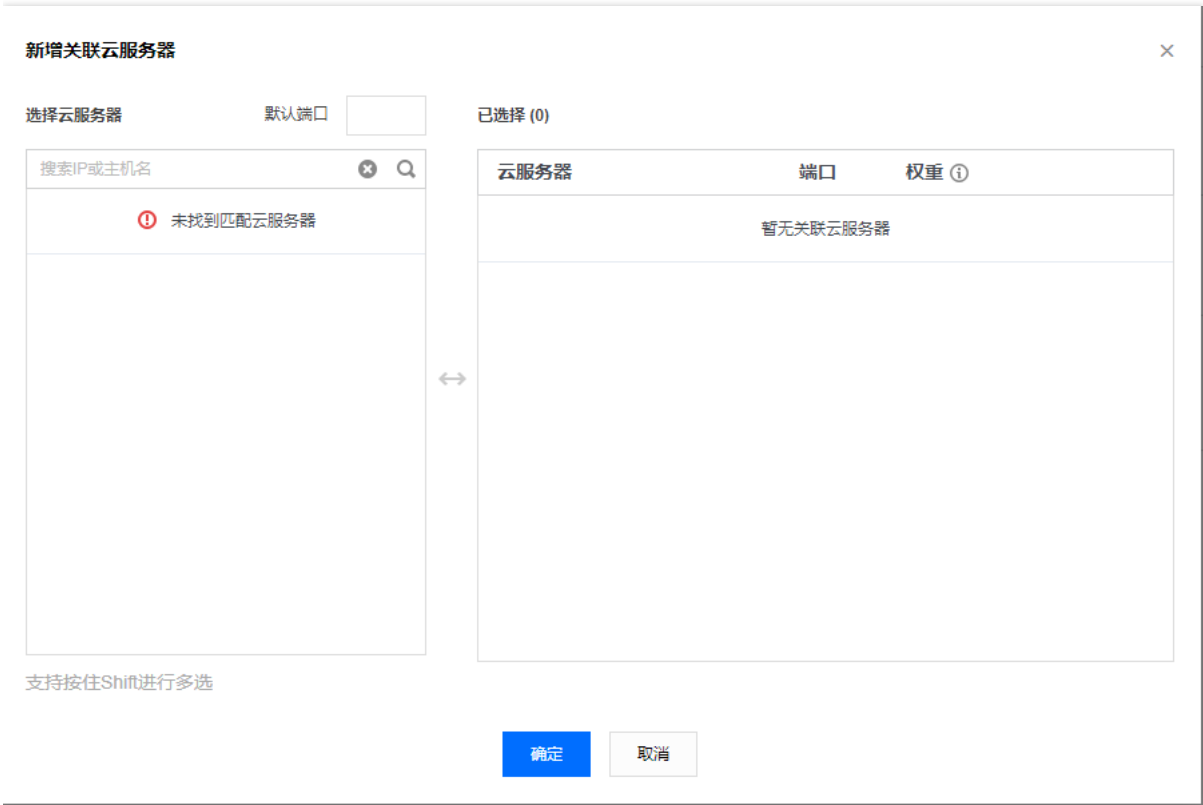 新增关联云服务器
选择云服务器 默认端口
搜索IP或主机名
未找到匹配云服务器
支持按住Shift进行多选
已选择 (0)
云服务器 端口 权重
暂无关联云服务器
确定 取消